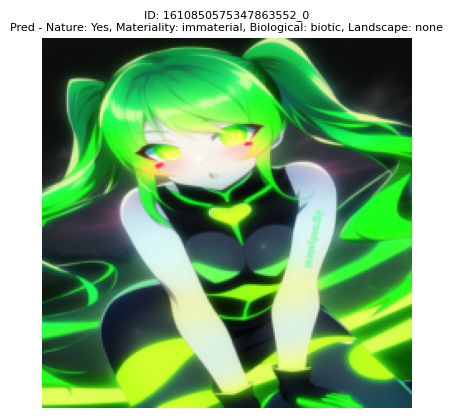 ID: 1610850575347863552_0
Pred - Nature: Yes, Materiality: immaterial, Biological: biotic, Landscape: none